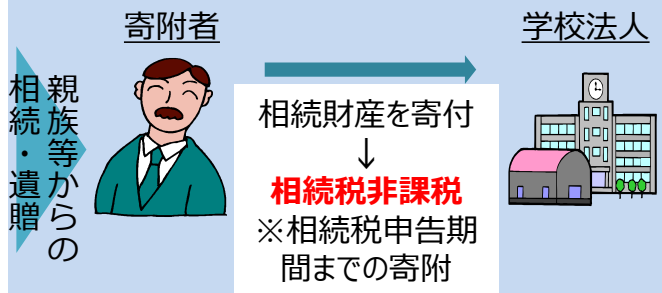 寄附者
学校法人
親族等からの
相続・遺贈
相続財産を寄付
↓
相続税非課税
※相続税申告期
間までの寄附